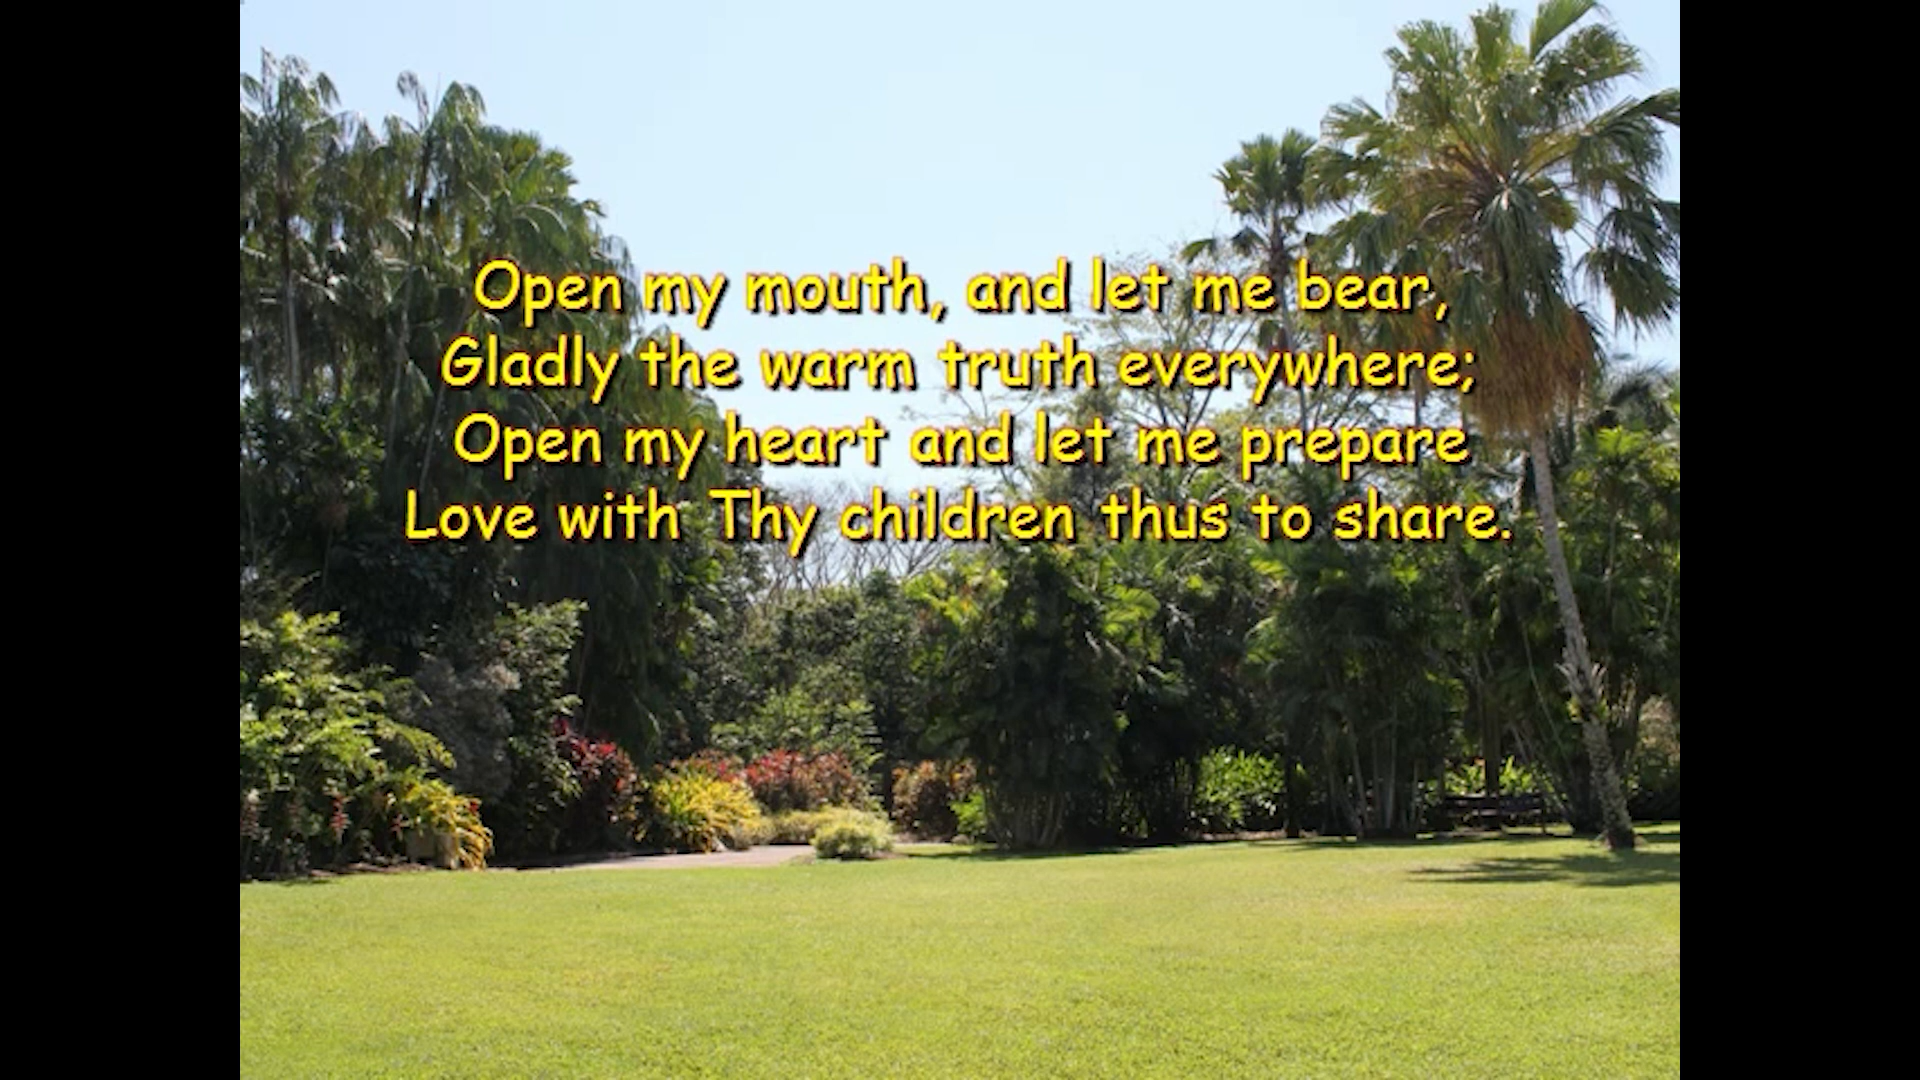 Open my mouth, and let me bear,
Gladly the warm truth everywhere;
Open my heart and let me prepare
Love with Thy children thus to share.